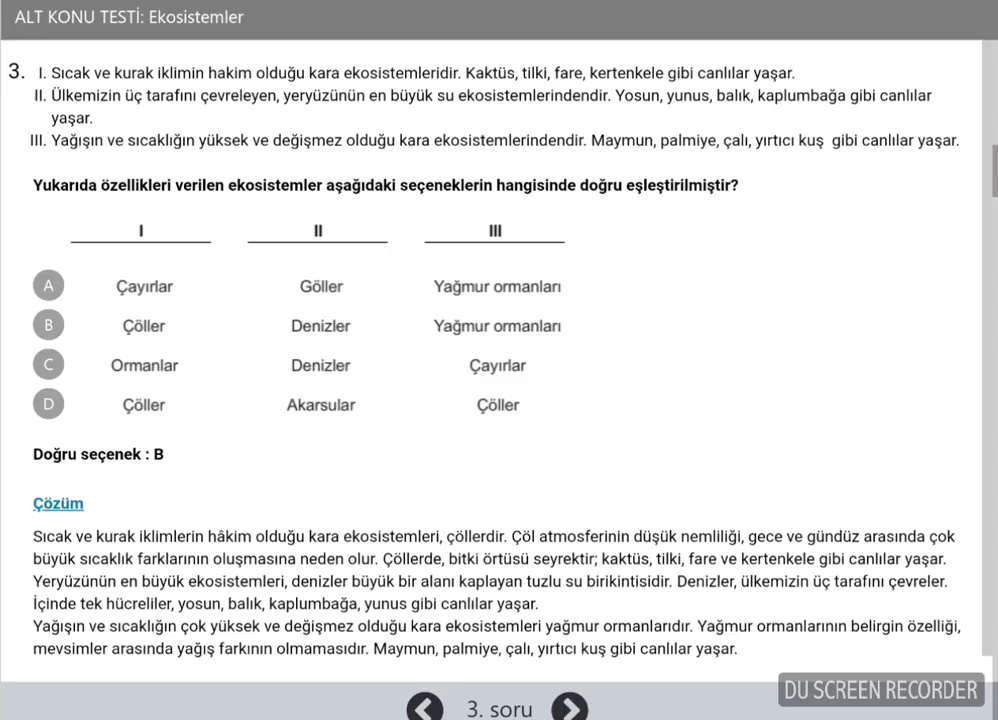 ALT KONU TESTİ: Ekosistemler
3. I. Sıcak ve kurak iklimin hakim olduğu kara ekosistemleridir. Kaktüs, tilki, fare, kertenkele gibi canlılar yaşar.
II. Ülkemizin üç tarafını çevreleyen, yeryüzünün en büyük su ekosistemlerindendir. Yosun, yunus, balık, kaplumbağa gibi canlılar
yaşar.
III. Yağışın ve sıcaklığın yüksek ve değişmez olduğu kara ekosistemlerindendir. Maymun, palmiye, çalı, yırtıcı kuş gibi canlılar yaşar.
Yukarıda özellikleri verilen ekosistemler aşağıdaki seçeneklerin hangisinde doğru eşleştirilmiştir?
I II III
A Çayırlar Göller Yağmur ormanları
B Çöller Denizler Yağmur ormanları
C Ormanlar Denizler Çayırlar
D Çöller Akarsular Çöller
Doğru seçenek : B
Çözüm
Sıcak ve kurak iklimlerin hâkim olduğu kara ekosistemleri, çöllerdir. Çöl atmosferinin düşük nemliliği, gece ve gündüz arasında çok
büyük sıcaklık farklarının oluşmasına neden olur. Çöllerde, bitki örtüsü seyrektir; kaktüs, tilki, fare ve kertenkele gibi canlılar yaşar.
Yeryüzünün en büyük ekosistemleri, denizler büyük bir alanı kaplayan tuzlu su birikintisidir. Denizler, ülkemizin üç tarafını çevreler.
İçinde tek hücreliler, yosun, balık, kaplumbağa, yunus gibi canlılar yaşar.
Yağışın ve sıcaklığın çok yüksek ve değişmez olduğu kara ekosistemleri yağmur ormanlarıdır. Yağmur ormanlarının belirgin özelliği,
mevsimler arasında yağış farkının olmamasıdır. Maymun, palmiye, çalı, yırtıcı kuş gibi canlılar yaşar.
DU SCREEN RECORDER
3. soru